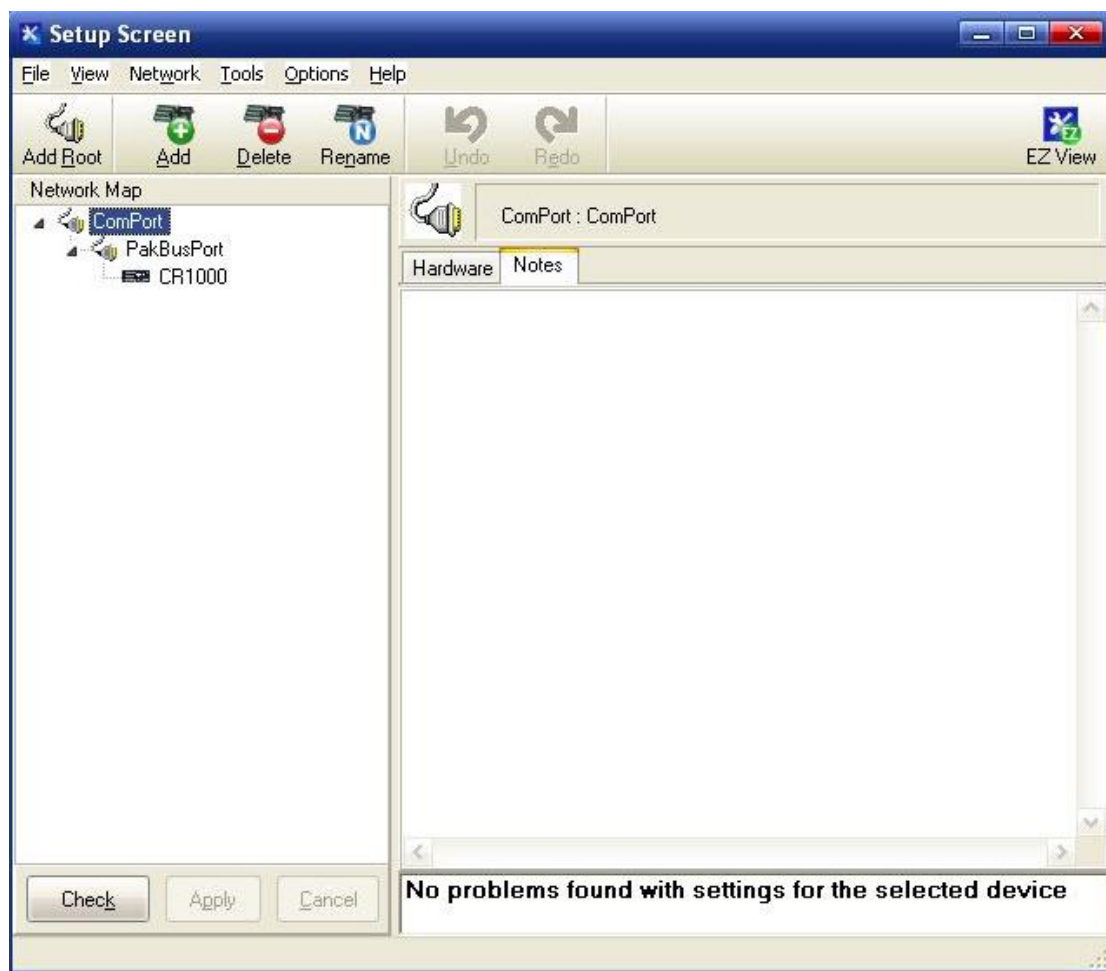 Setup Screen
File View Network Tools Options Help
Add Root Add Delete Rename Undo Redo EZ View
Network Map
ComPort
PakBusPort
CR1000
ComPort : ComPort
Hardware Notes
No problems found with settings for the selected device
Check Apply Cancel